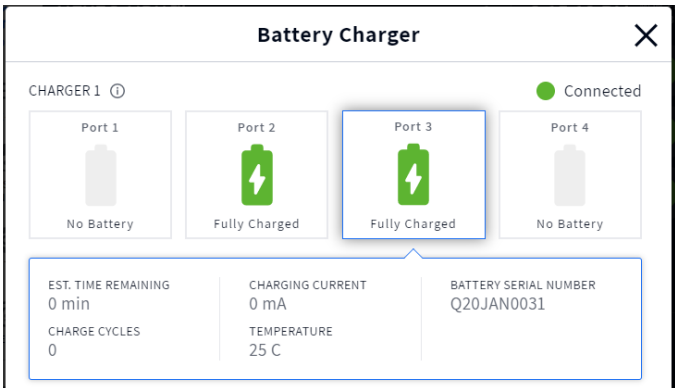 Battery Charger
CHARGER 1
Connected
Port 1
Port 2
Port 3
Port 4
No Battery
Fully Charged
Fully Charged
No Battery
EST. TIME REMAINING
0 min
CHARGE CYCLES
0
CHARGING CURRENT
0 mA
TEMPERATURE
25 C
BATTERY SERIAL NUMBER
Q20JAN0031